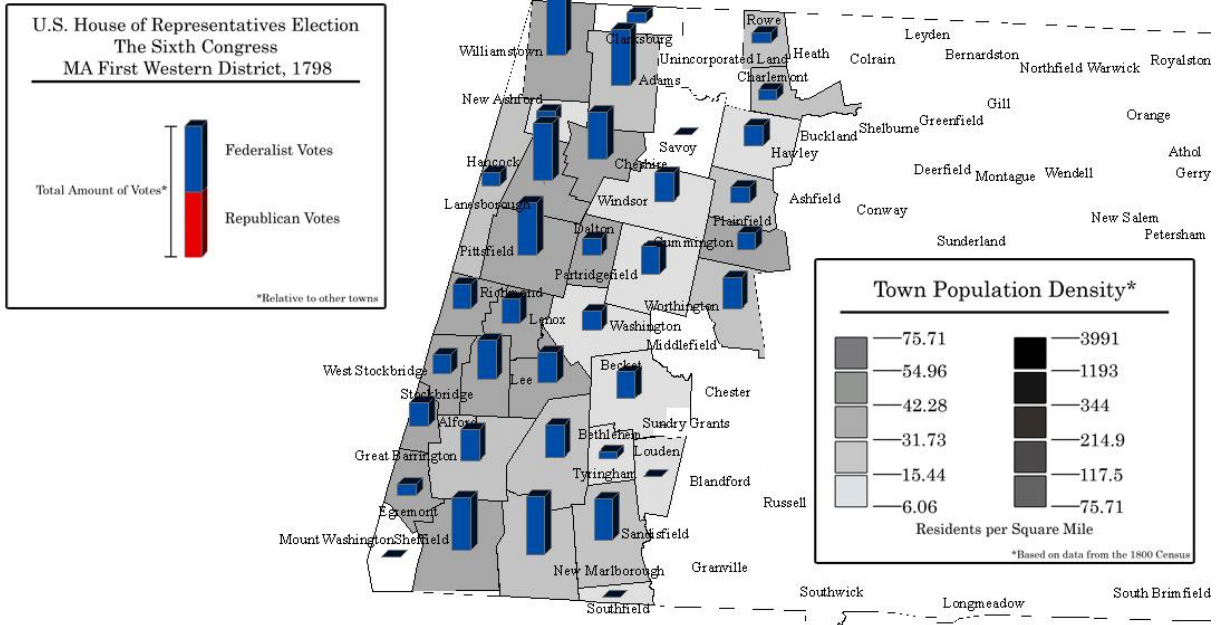 U.S. House of Representatives Election
The Sixth Congress
MA First Western District, 1798
Federalist Votes
Total Amount of Votes*
Republican Votes
*Relative to other towns
Williamstown
Clarksburg
Rowe
Adams
Unincorporated Land
Heath
Charlemont
Colrain
Leyden
Bernardston
Northfield
Warwick
Royalston
New Ashford
Gill
Orange
Savoy
Hawley
Buckland
Shelburne
Greenfield
Hancock
Cheshire
Athol
Deerfield
Montague
Wendell
Gerry
Lanesborough
Windsor
Ashfield
Plainfield
Conway
New Salem
Dalton
Cummington
Sunderland
Petersham
Pittsfield
Partridgefield
Richmond
Worthington
Lenox
Washington
Middlefield
West Stockbridge
Lee
Becket
Chester
Stockbridge
Alford
Sundry Grants
Bethlehem
Great Barrington
Louden
Tyringham
Blandford
Russell
Egremont
Mount Washington
Sheffield
Sandisfield
New Marlborough
Granville
Southfield
Southwick
Longmeadow
South Brimfield
Town Population Density*
75.71
54.96
42.28
31.73
15.44
6.06
3991
1193
344
214.9
117.5
75.71
Residents per Square Mile
*Based on data from the 1800 Census